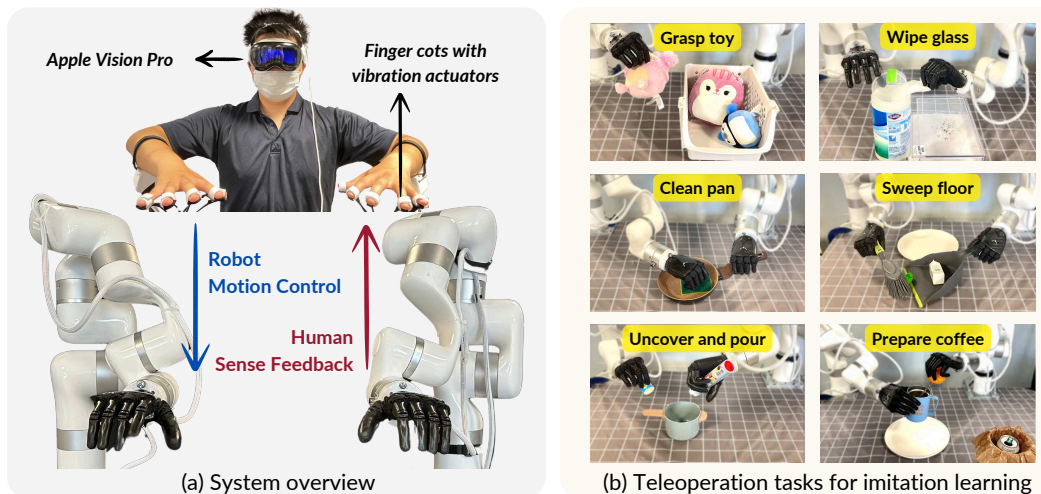 Apple Vision Pro
Finger cots with
vibration actuators
Robot
Motion Control
Human
Sense Feedback
(a) System overview
Grasp toy
Wipe glass
Clean pan
Sweep floor
Uncover and pour
Prepare coffee
(b) Teleoperation tasks for imitation learning